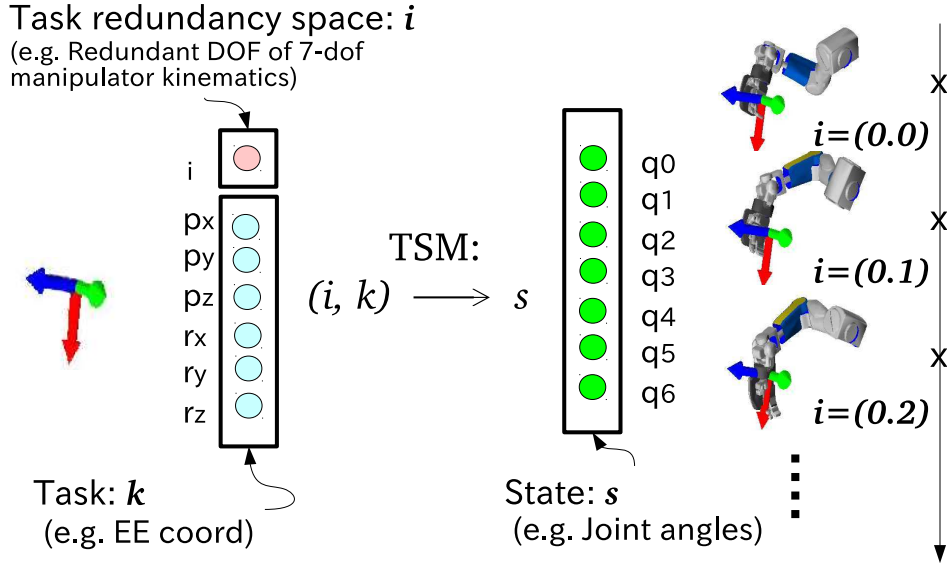 Task redundancy space: i
(e.g. Redundant DOF of 7-dof
manipulator kinematics)
i
px
py
pz
rx
ry
rz
TSM:
(i, k)
s
q0
q1
q2
q3
q4
q5
q6
x
i=(0.0)
x
i=(0.1)
x
i=(0.2)
Task: k
(e.g. EE coord)
State: s
(e.g. Joint angles)